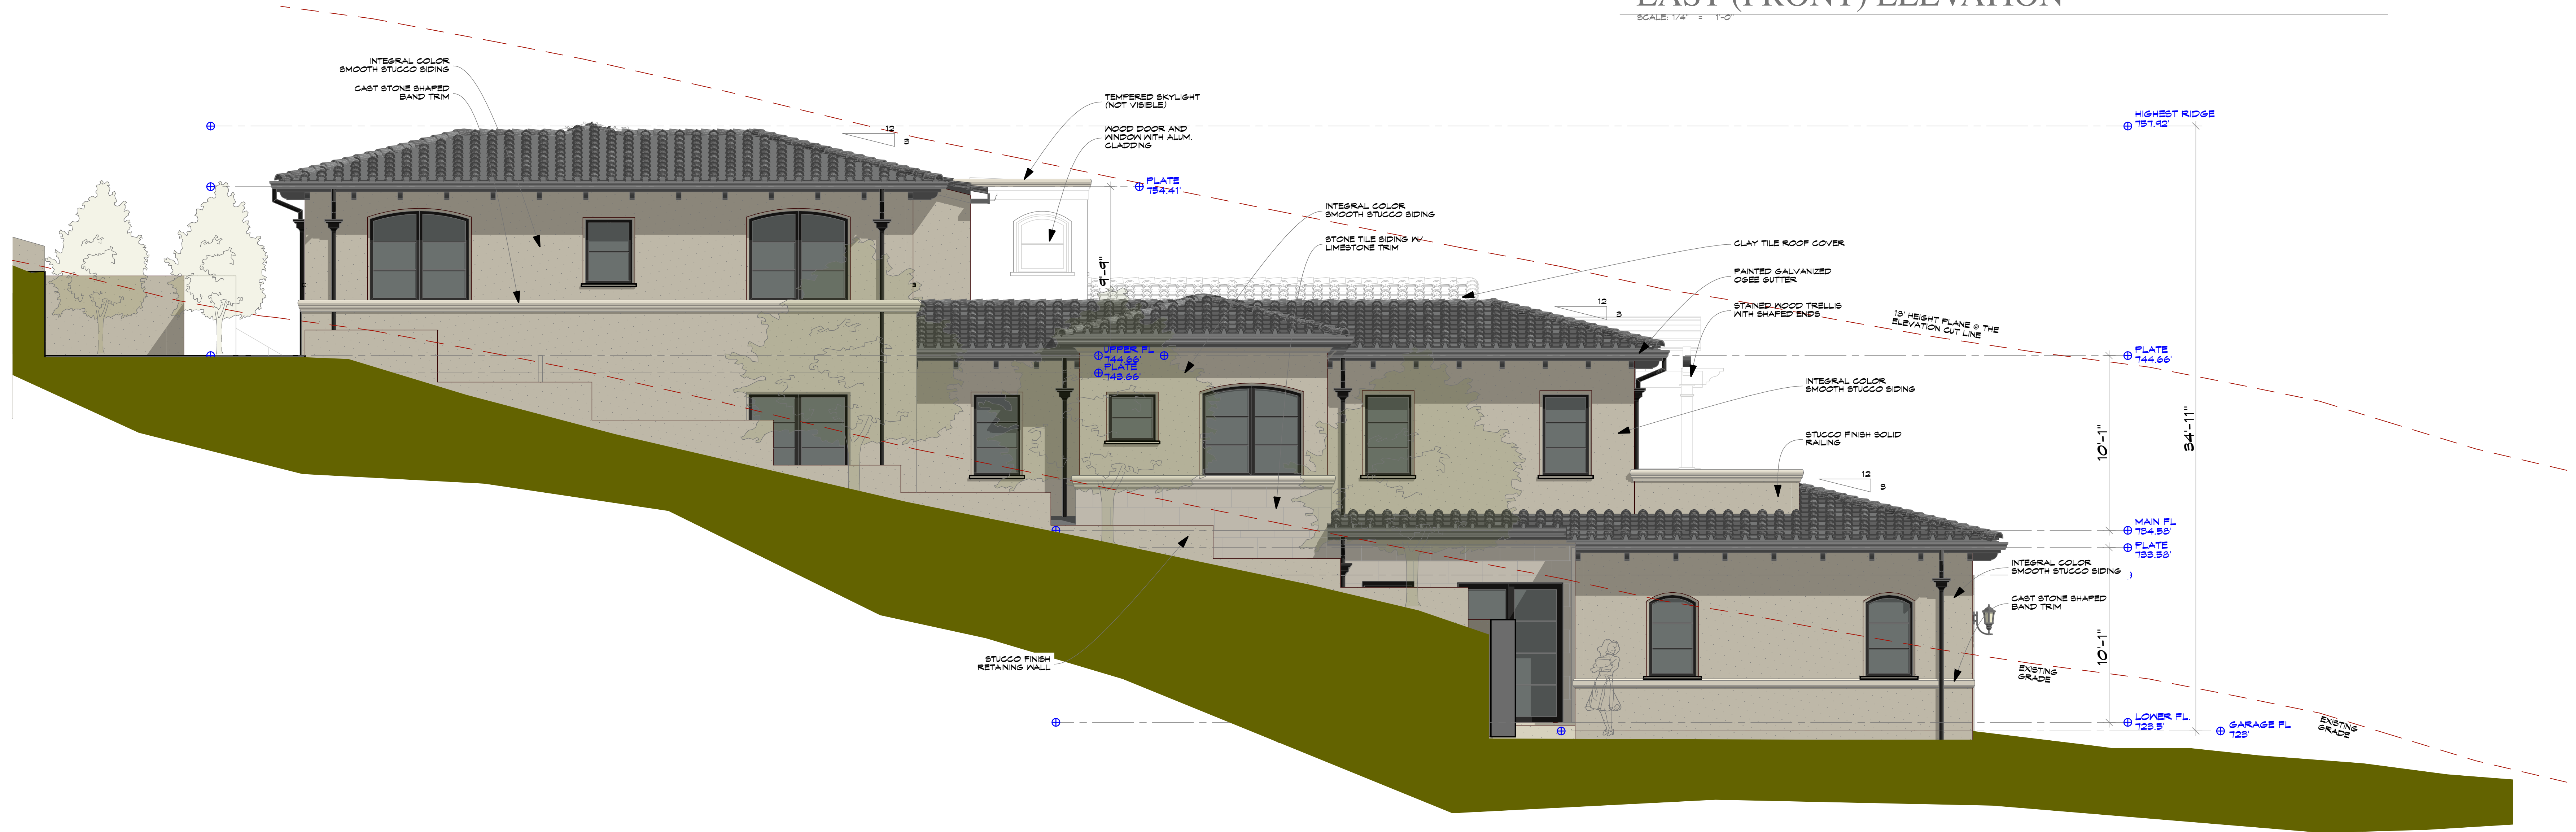 EAST (FRONT) ELEVATION
SCALE: 1/4" = 1'-0"
INTEGRAL COLOR
SMOOTH STUCCO SIDING
CAST STONE SHAPED
BAND TRIM
TEMPERED SKYLIGHT
(NOT VISIBLE)
WOOD DOOR AND
WINDOW WITH ALUM.
CLADDING
12
3
HIGHEST RIDGE
757.92'
PLATE
754.41'
9'-9"
INTEGRAL COLOR
SMOOTH STUCCO SIDING
STONE TILE SIDING W/
LIMESTONE TRIM
CLAY TILE ROOF COVER
PAINTED GALVANIZED
OGEE GUTTER
STAINED WOOD TRELLIS
WITH SHAPED ENDS
12
3
18' HEIGHT PLANE @ THE
ELEVATION CUT LINE
UPPER FL
744.66'
PLATE
743.66'
PLATE
744.66'
INTEGRAL COLOR
SMOOTH STUCCO SIDING
10'-1"
34'-11"
STUCCO FINISH SOLID
RAILING
12
3
MAIN FL
734.58'
PLATE
733.58'
INTEGRAL COLOR
SMOOTH STUCCO SIDING
CAST STONE SHAPED
BAND TRIM
10'-1"
STUCCO FINISH
RETAINING WALL
EXISTING
GRADE
LOWER FL.
723.5'
GARAGE FL
723'
EXISTING
GRADE